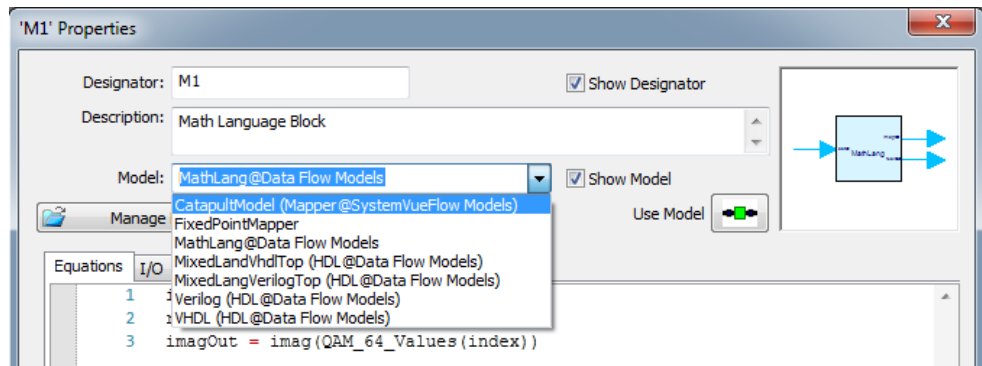 'M1' Properties
Designator: M1
Show Designator
Description: Math Language Block
MathLang
Model: MathLang@Data Flow Models
Show Model
CatapultModel (Mapper@SystemVueFlow Models)
Manage
Use Model
FixedPointMapper
MathLang@Data Flow Models
MixedLandVhdlTop (HDL@Data Flow Models)
MixedLangVerilogTop (HDL@Data Flow Models)
Verilog (HDL@Data Flow Models)
VHDL (HDL@Data Flow Models)
Equations I/O
1
2
3 imagOut = imag(QAM_64_Values(index))